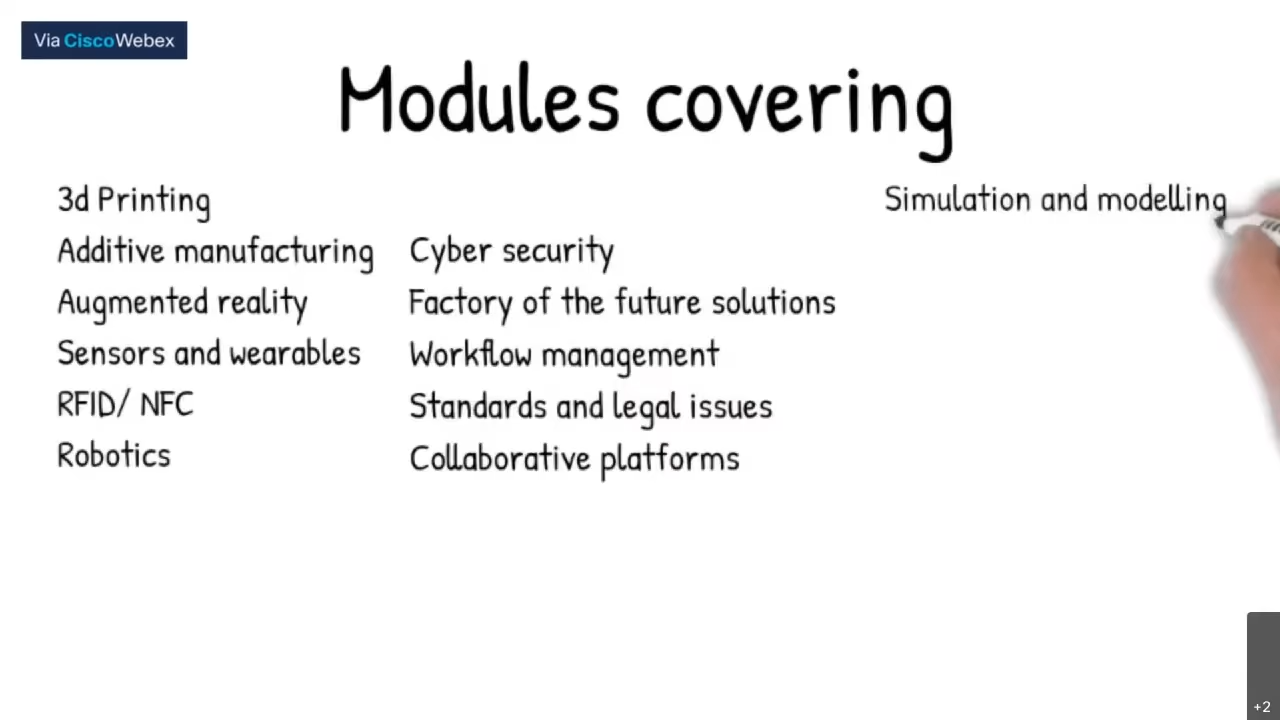 Via CiscoWebex
Modules covering
3d Printing
Additive manufacturing
Augmented reality
Sensors and wearables
RFID/ NFC
Robotics
Cyber security
Factory of the future solutions
Workflow management
Standards and legal issues
Collaborative platforms
Simulation and modelling
+2